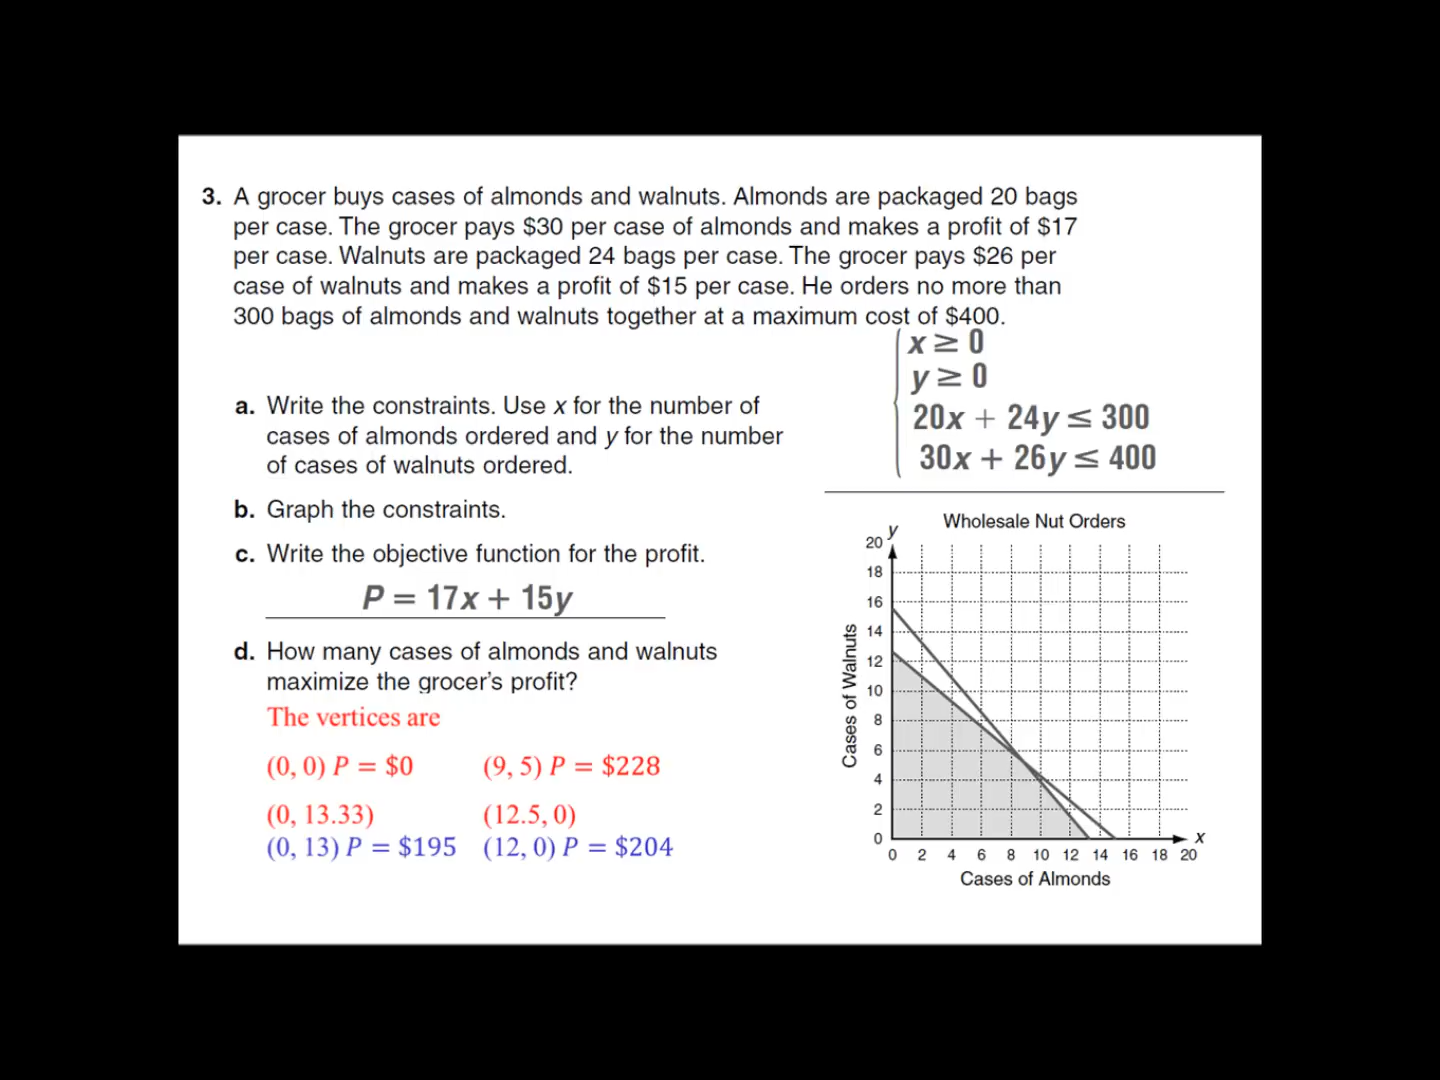 3. A grocer buys cases of almonds and walnuts. Almonds are packaged 20 bags
per case. The grocer pays $30 per case of almonds and makes a profit of $17
per case. Walnuts are packaged 24 bags per case. The grocer pays $26 per
case of walnuts and makes a profit of $15 per case. He orders no more than
300 bags of almonds and walnuts together at a maximum cost of $400.
x ≥ 0
y ≥ 0
20x + 24y ≤ 300
30x + 26y ≤ 400
a. Write the constraints. Use x for the number of
cases of almonds ordered and y for the number
of cases of walnuts ordered.
b. Graph the constraints.
c. Write the objective function for the profit.
P = 17x + 15y
d. How many cases of almonds and walnuts
maximize the grocer's profit?
The vertices are
(0, 0) P = $0 (9, 5) P = $228
(0, 13.33) (12.5, 0)
(0, 13) P = $195 (12, 0) P = $204
Wholesale Nut Orders
y
20
18
16
14
12
10
8
6
4
2
0
Cases of Walnuts
x
0 2 4 6 8 10 12 14 16 18 20
Cases of Almonds